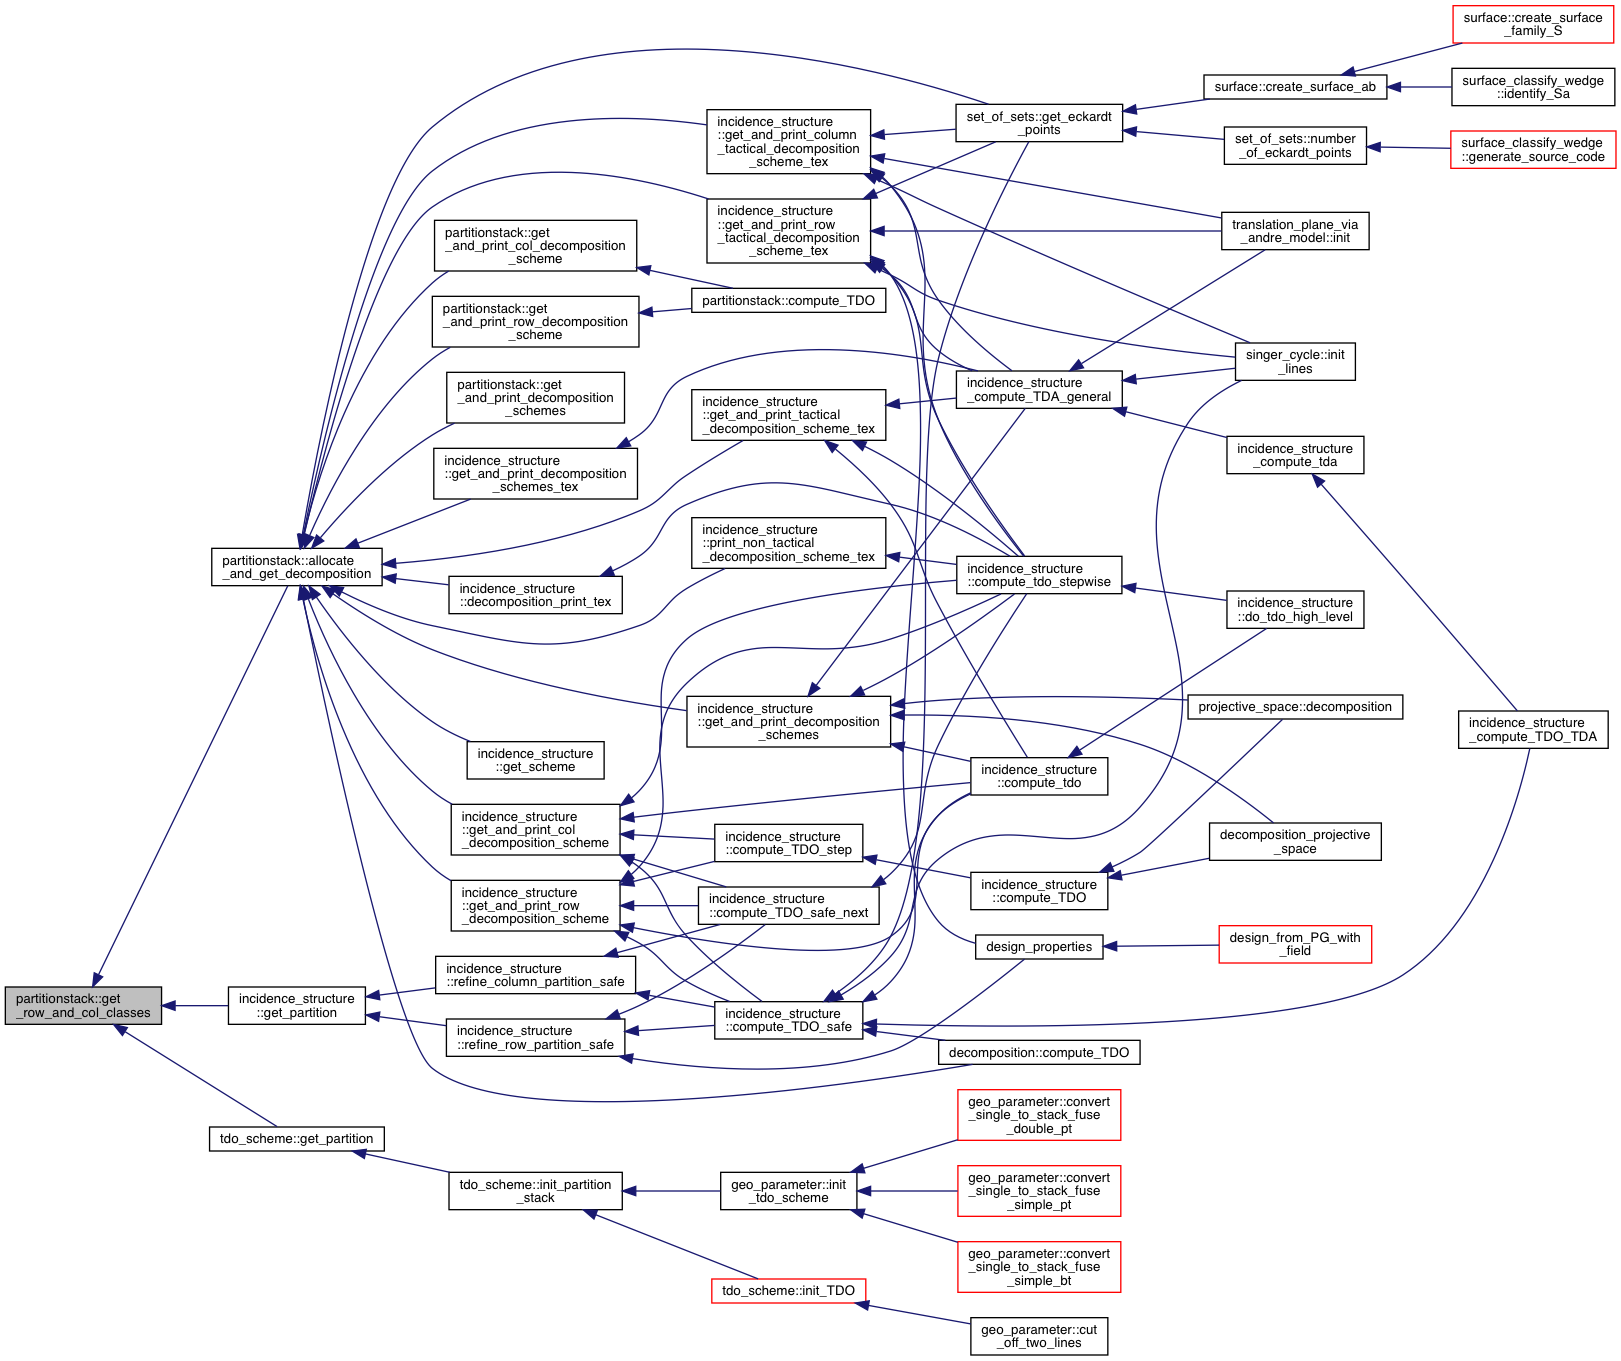 surface::create_surface
_family_S
surface_classify_wedge
::identify_Sa
surface::create_surface_ab
set_of_sets::get_eckardt
_points
set_of_sets::number
_of_eckardt_points
surface_classify_wedge
::generate_source_code
incidence_structure
::get_and_print_column
_tactical_decomposition
_scheme_tex
incidence_structure
::get_and_print_row
_tactical_decomposition
_scheme_tex
translation_plane_via
_andre_model::init
partitionstack::get
_and_print_col_decomposition
_scheme
partitionstack::compute_TDO
partitionstack::get
_and_print_row_decomposition
_scheme
singer_cycle::init
_lines
partitionstack::get
_and_print_decomposition
_schemes
incidence_structure
_compute_TDA_general
incidence_structure
::get_and_print_tactical
_decomposition_scheme_tex
incidence_structure
_compute_tda
incidence_structure
::get_and_print_decomposition
_schemes_tex
incidence_structure
::print_non_tactical
_decomposition_scheme_tex
partitionstack::allocate
_and_get_decomposition
incidence_structure
::decomposition_print_tex
incidence_structure
::compute_tdo_stepwise
incidence_structure
::do_tdo_high_level
incidence_structure
::get_and_print_decomposition
_schemes
projective_space::decomposition
incidence_structure
_compute_TDO_TDA
incidence_structure
::get_scheme
incidence_structure
::compute_tdo
incidence_structure
::get_and_print_col
_decomposition_scheme
incidence_structure
::compute_TDO_step
decomposition_projective
_space
incidence_structure
::get_and_print_row
_decomposition_scheme
incidence_structure
::compute_TDO_safe_next
incidence_structure
::compute_TDO
design_properties
design_from_PG_with
_field
incidence_structure
::refine_column_partition_safe
partitionstack::get
_row_and_col_classes
incidence_structure
::get_partition
incidence_structure
::refine_row_partition_safe
incidence_structure
::compute_TDO_safe
decomposition::compute_TDO
geo_parameter::convert
_single_to_stack_fuse
_double_pt
tdo_scheme::get_partition
tdo_scheme::init_partition
_stack
geo_parameter::init
_tdo_scheme
geo_parameter::convert
_single_to_stack_fuse
_simple_pt
geo_parameter::convert
_single_to_stack_fuse
_simple_bt
tdo_scheme::init_TDO
geo_parameter::cut
_off_two_lines